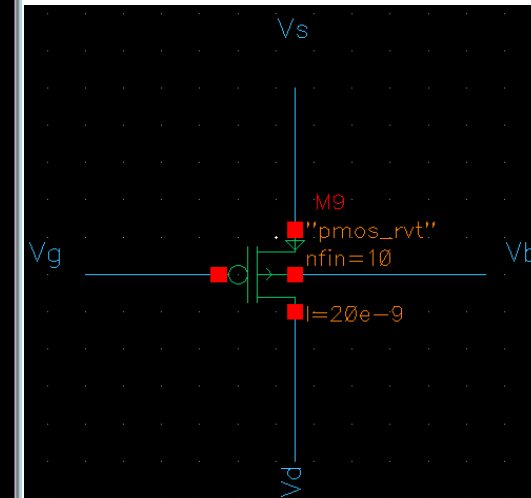 Vs
M9
"pmos_rvt"
Vg
nfin=10
Vb
l=20e-9
Vd